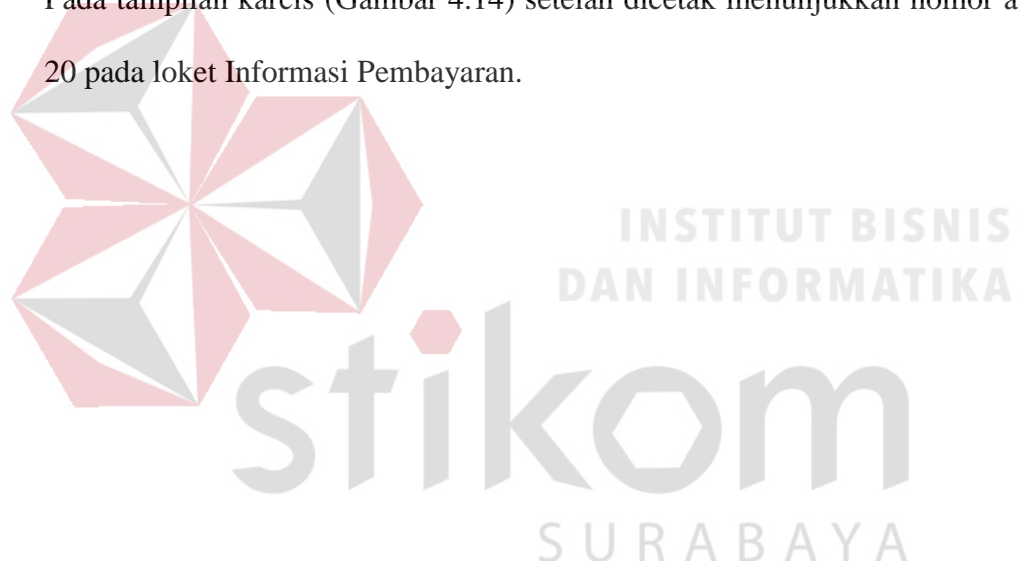 Pada tampilan karcis (Gambar 4.14) setelah dicetak menunjukkan nomor a
20 pada loket Informasi Pembayaran.
INSTITUT BISNIS
DAN INFORMATIKA
stikom
SURABAYA